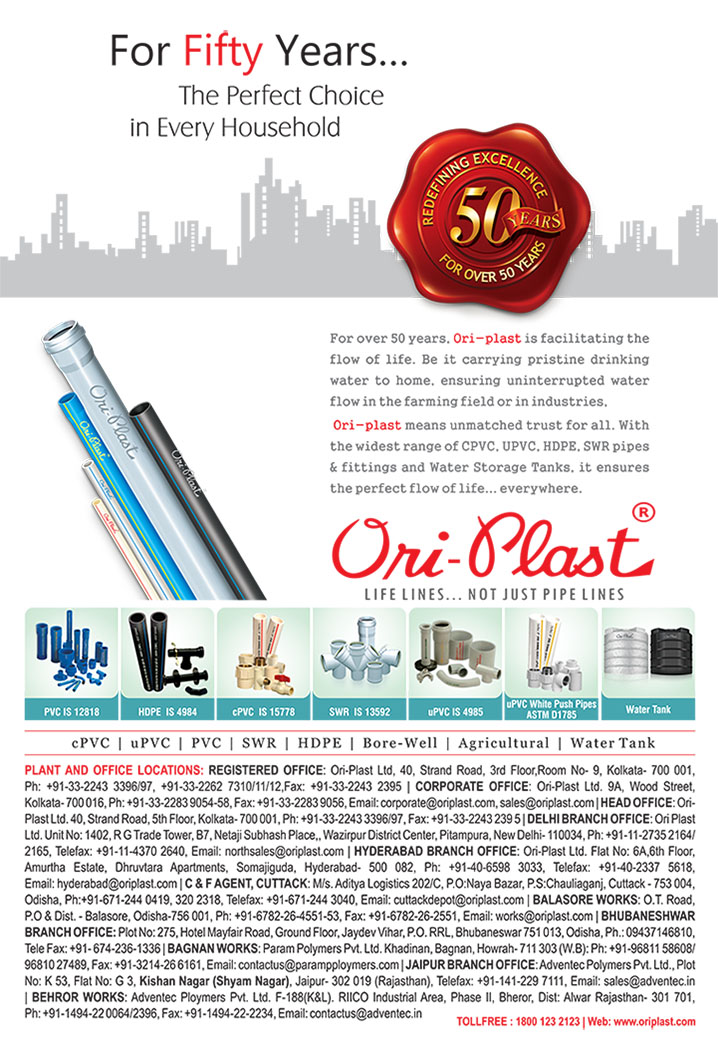 For Fifty Years...
The Perfect Choice
in Every Household
REDEFINING EXCELLENCE
50 YEARS
FOR OVER 50 YEARS
For over 50 years, Ori-plast is facilitating the
flow of life. Be it carrying pristine drinking
water to home, ensuring uninterrupted water
flow in the farming field or in industries.
Ori-plast means unmatched trust for all. With
the widest range of CPVC, UPVC, HDPE, SWR pipes
& fittings and Water Storage Tanks, it ensures
the perfect flow of life... everywhere.
Ori-Plast
Ori-Plast
Ori-Plast
Ori-Plast
Ori-Plast
Ori-Plast®
LIFE LINES... NOT JUST PIPE LINES
PVC IS 12818
HDPE IS 4984
cPVC IS 15778
SWR IS 13592
uPVC IS 4985
uPVC White Push Pipes
ASTM D1785
Water Tank
cPVC | uPVC | PVC | SWR | HDPE | Bore-Well | Agricultural | Water Tank
PLANT AND OFFICE LOCATIONS: REGISTERED OFFICE: Ori-Plast Ltd, 40, Strand Road, 3rd Floor,Room No- 9, Kolkata- 700 001,
Ph: +91-33-2243 3396/97, +91-33-2262 7310/11/12,Fax: +91-33-2243 2395 | CORPORATE OFFICE: Ori-Plast Ltd. 9A, Wood Street,
Kolkata- 700 016, Ph: +91-33-2283 9054-58, Fax: +91-33-2283 9056, Email: corporate@oriplast.com, sales@oriplast.com | HEAD OFFICE: Ori-
Plast Ltd. 40, Strand Road, 5th Floor, Kolkata- 700 001, Ph: +91-33-2243 3396/97, Fax: +91-33-2243 239 5 | DELHI BRANCH OFFICE: Ori Plast
Ltd. Unit No: 1402, R G Trade Tower, B7, Netaji Subhash Place,, Wazirpur District Center, Pitampura, New Delhi- 110034, Ph: +91-11-2735 2164/
2165, Telefax: +91-11-4370 2640, Email: northsales@oriplast.com | HYDERABAD BRANCH OFFICE: Ori-Plast Ltd. Flat No: 6A,6th Floor,
Amurtha Estate, Dhruvtara Apartments, Somajiguda, Hyderabad- 500 082, Ph: +91-40-6598 3033, Telefax: +91-40-2337 5618,
Email: hyderabad@oriplast.com | C & F AGENT, CUTTACK: M/s. Aditya Logistics 202/C, P.O:Naya Bazar, P.S:Chauliaganj, Cuttack - 753 004,
Odisha, Ph:+91-671-244 0419, 320 2318, Telefax: +91-671-244 3040, Email: cuttackdepot@oriplast.com | BALASORE WORKS: O.T. Road,
P.O & Dist. - Balasore, Odisha-756 001, Ph: +91-6782-26-4551-53, Fax: +91-6782-26-2551, Email: works@oriplast.com | BHUBANESHWAR
BRANCH OFFICE: Plot No: 275, Hotel Mayfair Road, Ground Floor, Jaydev Vihar, P.O. RRL, Bhubaneswar 751 013, Odisha, Ph.: 09437146810,
Tele Fax: +91- 674-236-1336 | BAGNAN WORKS: Param Polymers Pvt. Ltd. Khadinan, Bagnan, Howrah- 711 303 (W.B): Ph: +91-96811 58608/
96810 27489, Fax: +91-3214-26 6161, Email: contactus@parampploymers.com | JAIPUR BRANCH OFFICE: Adventec Polymers Pvt. Ltd., Plot
No: K 53, Flat No: G 3, Kishan Nagar (Shyam Nagar), Jaipur- 302 019 (Rajasthan), Telefax: +91-141-229 7111, Email: sales@adventec.in
| BEHROR WORKS: Adventec Ploymers Pvt. Ltd. F-188(K&L). RIICO Industrial Area, Phase II, Bheror, Dist: Alwar Rajasthan- 301 701,
Ph: +91-1494-22 0064/2396, Fax: +91-1494-22-2234, Email: contactus@adventec.in
TOLLFREE : 1800 123 2123 | Web: www.oriplast.com